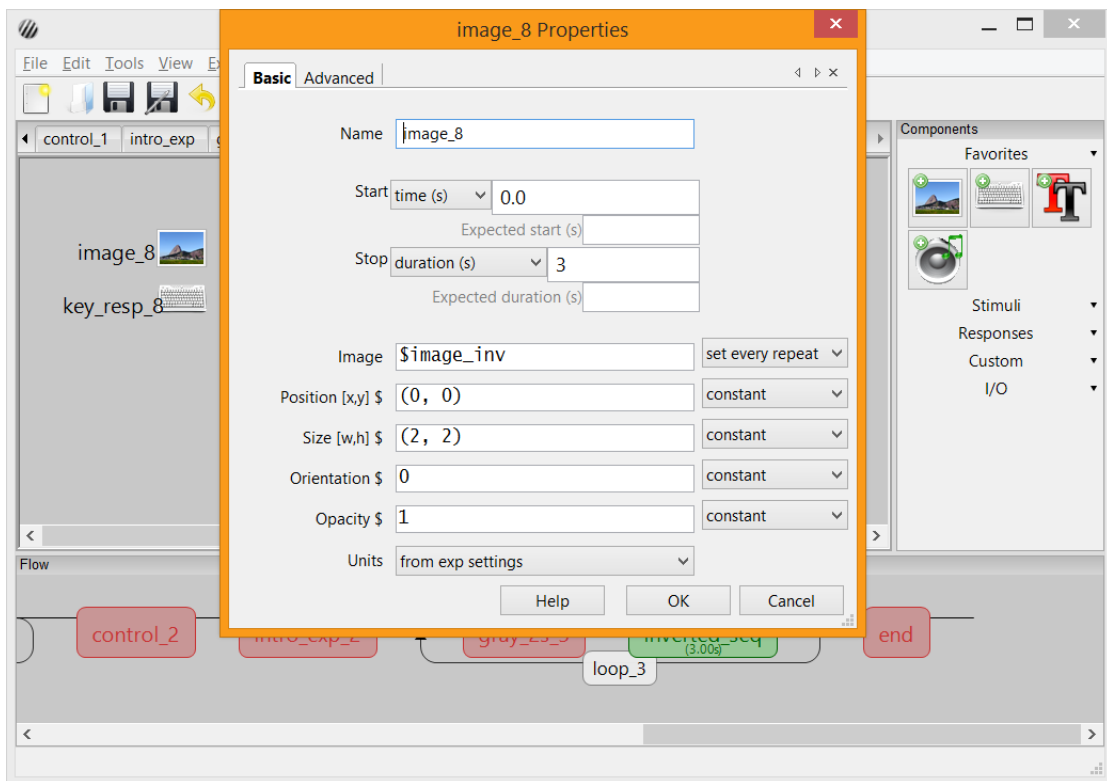 image_8 Properties
File Edit Tools View
Basic Advanced
control_1 intro_exp
Components
Favorites
Stimuli
Responses
Custom
I/O
image_8
key_resp_8
Name image_8
Start time (s) 0.0
Expected start (s)
Stop duration (s) 3
Expected duration (s)
Image $image_inv set every repeat
Position [x,y] $ (0, 0) constant
Size [w,h] $ (2, 2) constant
Orientation $ 0 constant
Opacity $ 1 constant
Units from exp settings
Help OK Cancel
Flow
control_2 intro_exp_2 gray_2s_3 inverted_seq end
(3.00s)
loop_3